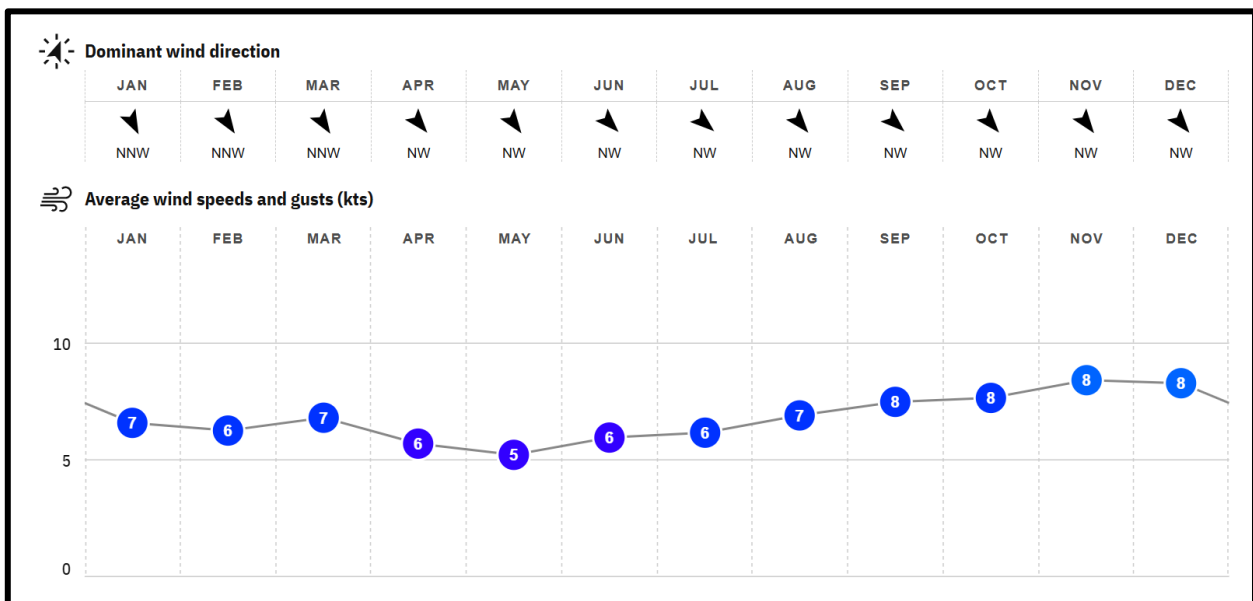 Dominant wind direction
JAN FEB MAR APR MAY JUN JUL AUG SEP OCT NOV DEC
NNW NNW NNW NW NW NW NW NW NW NW NW NW
Average wind speeds and gusts (kts)
JAN FEB MAR APR MAY JUN JUL AUG SEP OCT NOV DEC
10
7 6 7 6 5 6 6 7 8 8 8 8
5
0